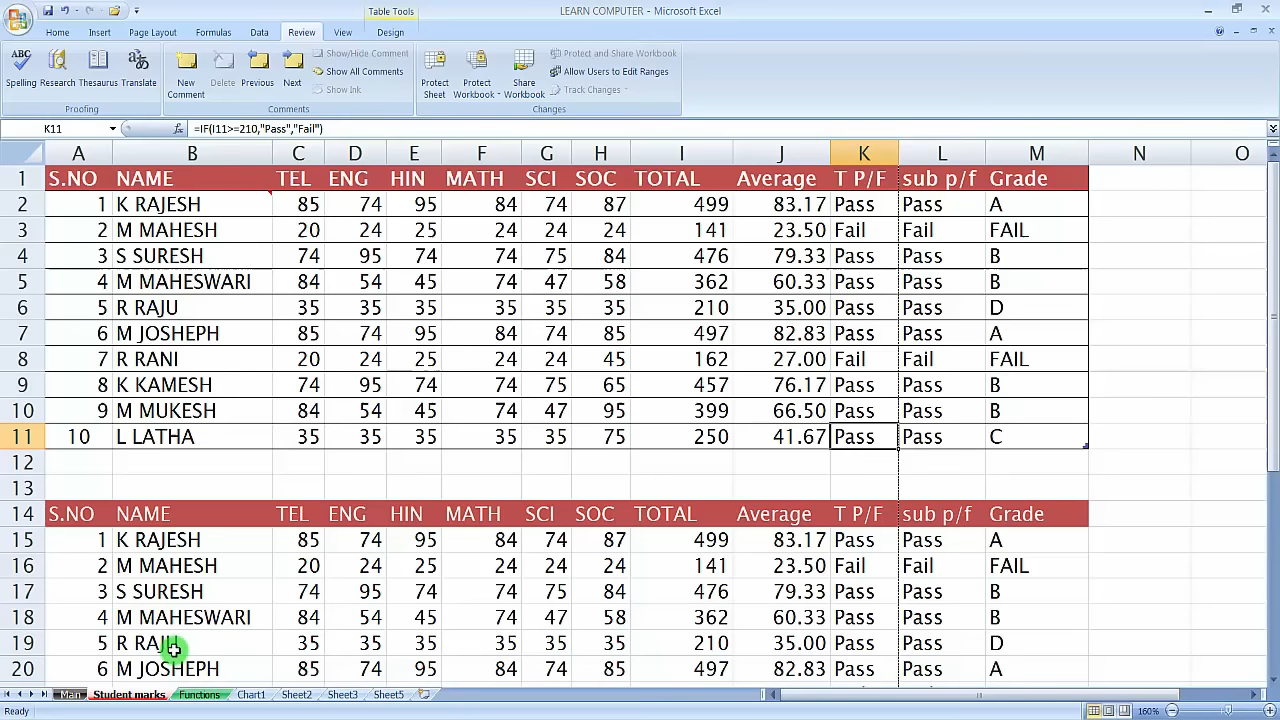 Table Tools
LEARN COMPUTER - Microsoft Excel
Home Insert Page Layout Formulas Data Review View Design
ABC
Spelling Research Thesaurus Translate
Proofing
New Comment Delete Previous Next
Show/Hide Comment
Show All Comments
Show Ink
Comments
Protect Sheet Protect Workbook Share Workbook
Protect and Share Workbook
Allow Users to Edit Ranges
Track Changes
Changes
K11 fx =IF(I11>=210,"Pass","Fail")
A B C D E F G H I J K L M N O
1 S.NO NAME TEL ENG HIN MATH SCI SOC TOTAL Average T P/F sub p/f Grade
2 1 K RAJESH 85 74 95 84 74 87 499 83.17 Pass Pass A
3 2 M MAHESH 20 24 25 24 24 24 141 23.50 Fail Fail FAIL
4 3 S SURESH 74 95 74 74 75 84 476 79.33 Pass Pass B
5 4 M MAHESWARI 84 54 45 74 47 58 362 60.33 Pass Pass B
6 5 R RAJU 35 35 35 35 35 35 210 35.00 Pass Pass D
7 6 M JOSHEPH 85 74 95 84 74 85 497 82.83 Pass Pass A
8 7 R RANI 20 24 25 24 24 45 162 27.00 Fail Fail FAIL
9 8 K KAMESH 74 95 74 74 75 65 457 76.17 Pass Pass B
10 9 M MUKESH 84 54 45 74 47 95 399 66.50 Pass Pass B
11 10 L LATHA 35 35 35 35 35 75 250 41.67 Pass Pass C
12
13
14 S.NO NAME TEL ENG HIN MATH SCI SOC TOTAL Average T P/F sub p/f Grade
15 1 K RAJESH 85 74 95 84 74 87 499 83.17 Pass Pass A
16 2 M MAHESH 20 24 25 24 24 24 141 23.50 Fail Fail FAIL
17 3 S SURESH 74 95 74 74 75 84 476 79.33 Pass Pass B
18 4 M MAHESWARI 84 54 45 74 47 58 362 60.33 Pass Pass B
19 5 R RAJU 35 35 35 35 35 35 210 35.00 Pass Pass D
20 6 M JOSHEPH 85 74 95 84 74 85 497 82.83 Pass Pass A
Main Student marks Functions Chart1 Sheet2 Sheet3 Sheet5
Ready 160%